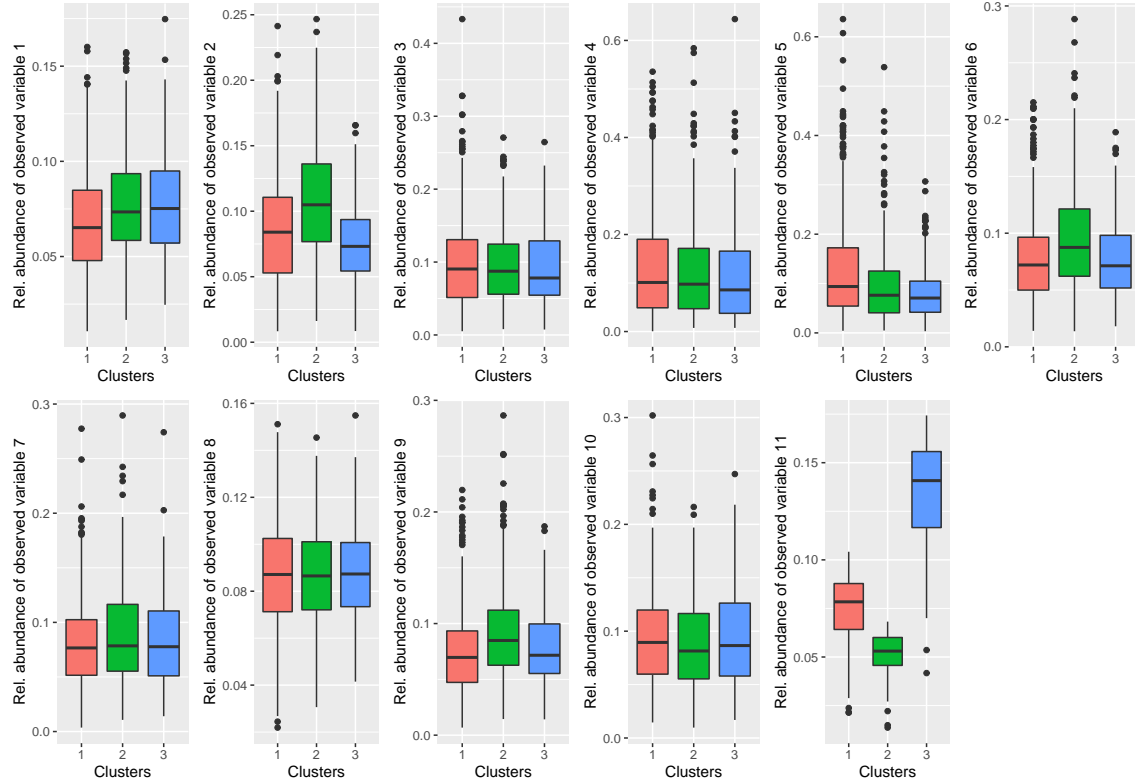 Rel. abundance of observed variable 1
0.15
0.10
0.05
1 2 3
Clusters
Rel. abundance of observed variable 2
0.25
0.20
0.15
0.10
0.05
0.00
1 2 3
Clusters
Rel. abundance of observed variable 3
0.4
0.3
0.2
0.1
0.0
1 2 3
Clusters
Rel. abundance of observed variable 4
0.6
0.4
0.2
0.0
1 2 3
Clusters
Rel. abundance of observed variable 5
0.6
0.4
0.2
0.0
1 2 3
Clusters
Rel. abundance of observed variable 6
0.3
0.2
0.1
0.0
1 2 3
Clusters
Rel. abundance of observed variable 7
0.3
0.2
0.1
0.0
1 2 3
Clusters
Rel. abundance of observed variable 8
0.16
0.12
0.08
0.04
1 2 3
Clusters
Rel. abundance of observed variable 9
0.3
0.2
0.1
0.0
1 2 3
Clusters
Rel. abundance of observed variable 10
0.3
0.2
0.1
0.0
1 2 3
Clusters
Rel. abundance of observed variable 11
0.15
0.10
0.05
1 2 3
Clusters